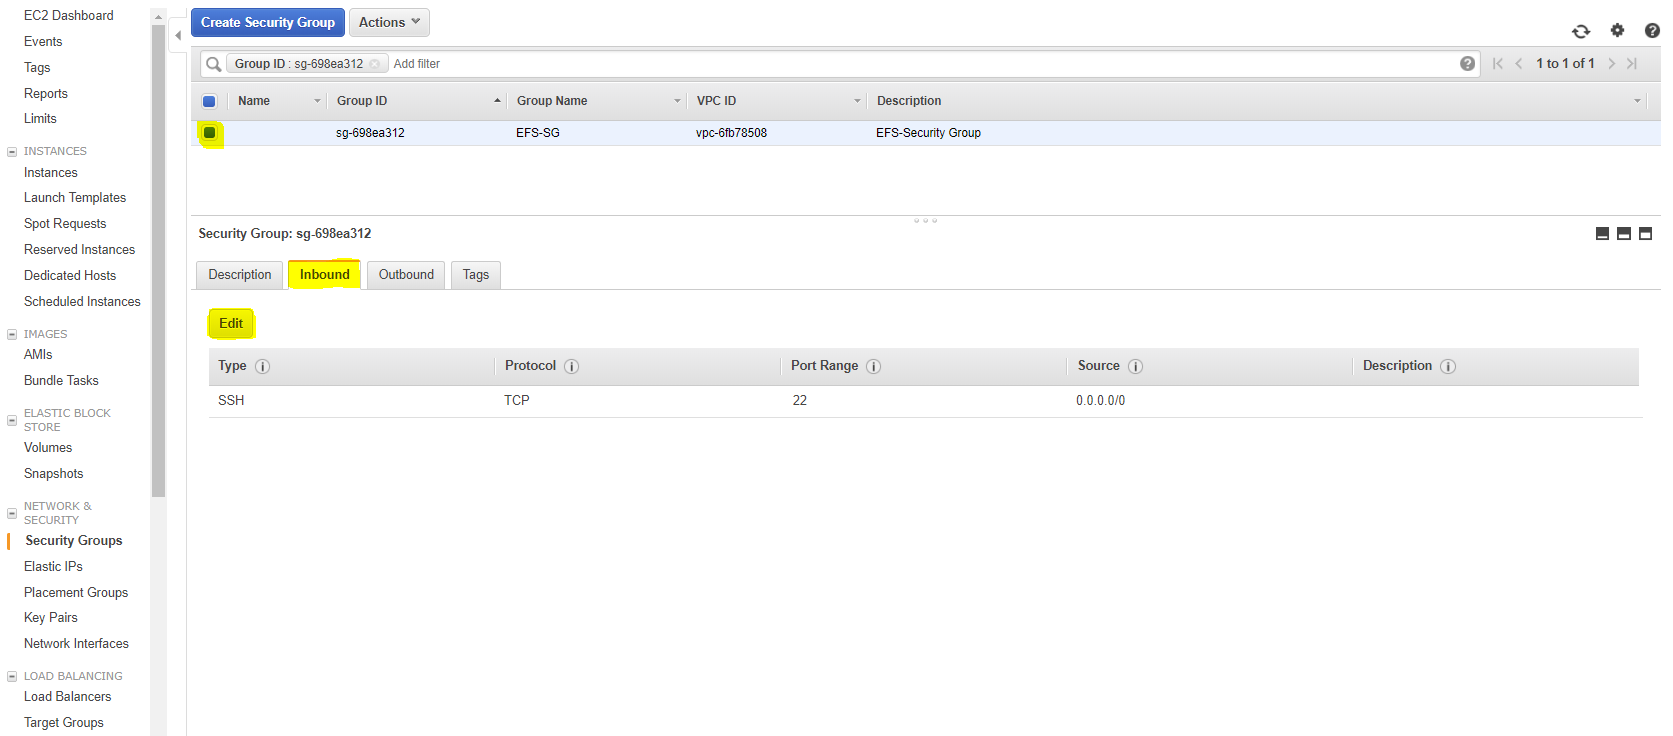 EC2 Dashboard
Events
Tags
Reports
Limits
INSTANCES
Instances
Launch Templates
Spot Requests
Reserved Instances
Dedicated Hosts
Scheduled Instances
IMAGES
AMIs
Bundle Tasks
ELASTIC BLOCK
STORE
Volumes
Snapshots
NETWORK &
SECURITY
Security Groups
Elastic IPs
Placement Groups
Key Pairs
Network Interfaces
LOAD BALANCING
Load Balancers
Target Groups
Create Security Group Actions
Group ID : sg-698ea312 Add filter 1 to 1 of 1
Name Group ID Group Name VPC ID Description
sg-698ea312 EFS-SG vpc-6fb78508 EFS-Security Group
Security Group: sg-698ea312
Description Inbound Outbound Tags
Edit
Type Protocol Port Range Source Description
SSH TCP 22 0.0.0.0/0